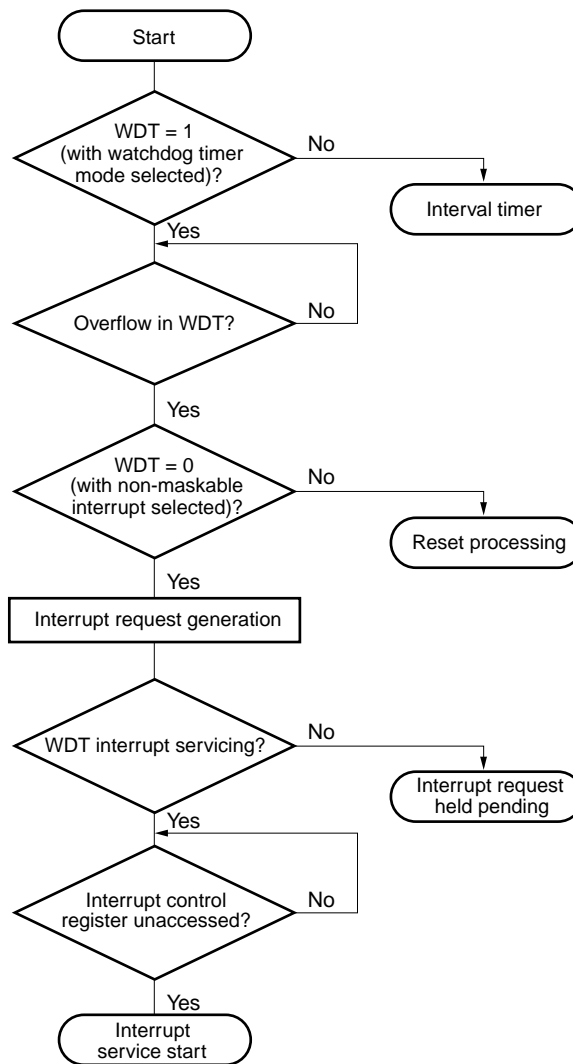 Start
WDT = 1
(with watchdog timer
mode selected)?
No
Interval timer
Yes
Overflow in WDT?
No
Yes
WDT = 0
(with non-maskable
interrupt selected)?
No
Reset processing
Yes
Interrupt request generation
WDT interrupt servicing?
No
Interrupt request
held pending
Yes
Interrupt control
register unaccessed?
No
Yes
Interrupt
service start